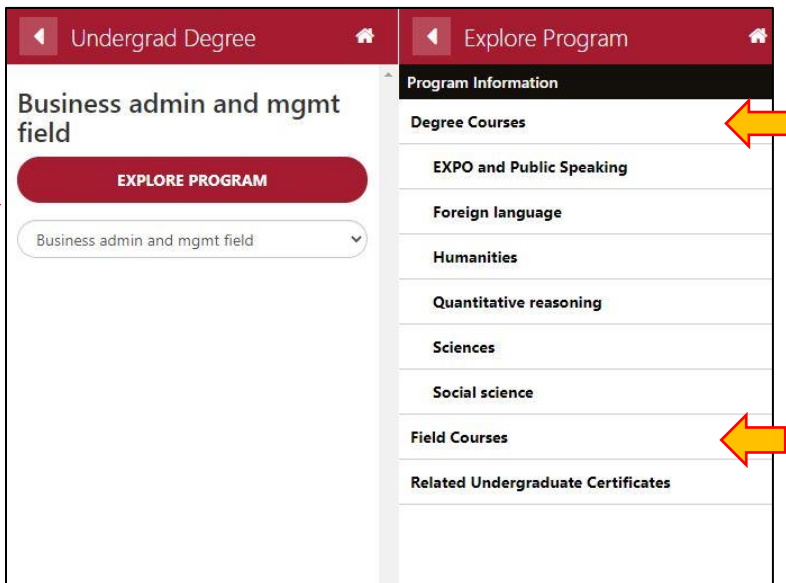 Undergrad Degree
Business admin and mgmt
field
EXPLORE PROGRAM
Business admin and mgmt field
Explore Program
Program Information
Degree Courses
EXPO and Public Speaking
Foreign language
Humanities
Quantitative reasoning
Sciences
Social science
Field Courses
Related Undergraduate Certificates